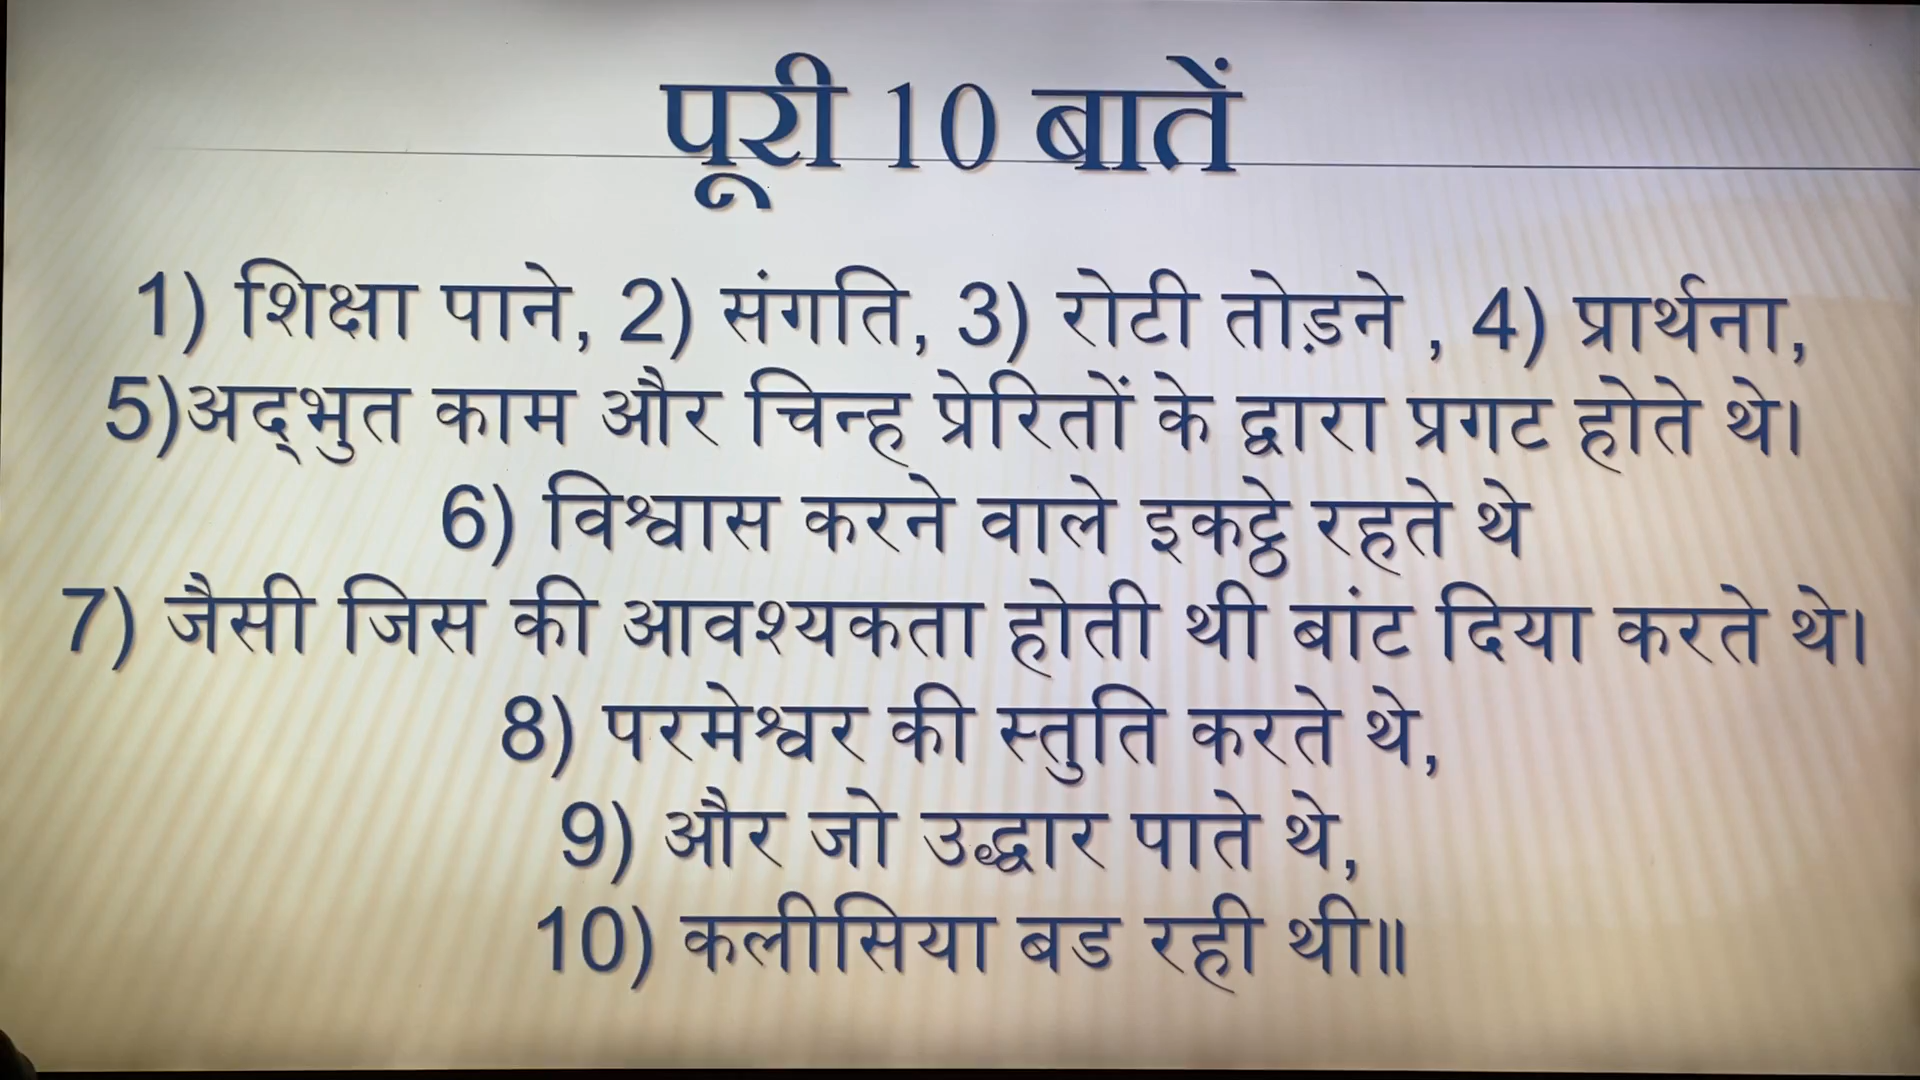 पूरी 10 बातें
1) शिक्षा पाने, 2) संगति, 3) रोटी तोड़ने , 4) प्रार्थना,
5)अद्‌भुत काम और चिन्ह प्रेरितों के द्वारा प्रगट होते थे।
6) विश्वास करने वाले इकट्ठे रहते थे
7) जैसी जिस की आवश्यकता होती थी बांट दिया करते थे।
8) परमेश्वर की स्तुति करते थे,
9) और जो उद्धार पाते थे,
10) कलीसिया बड रही थी॥